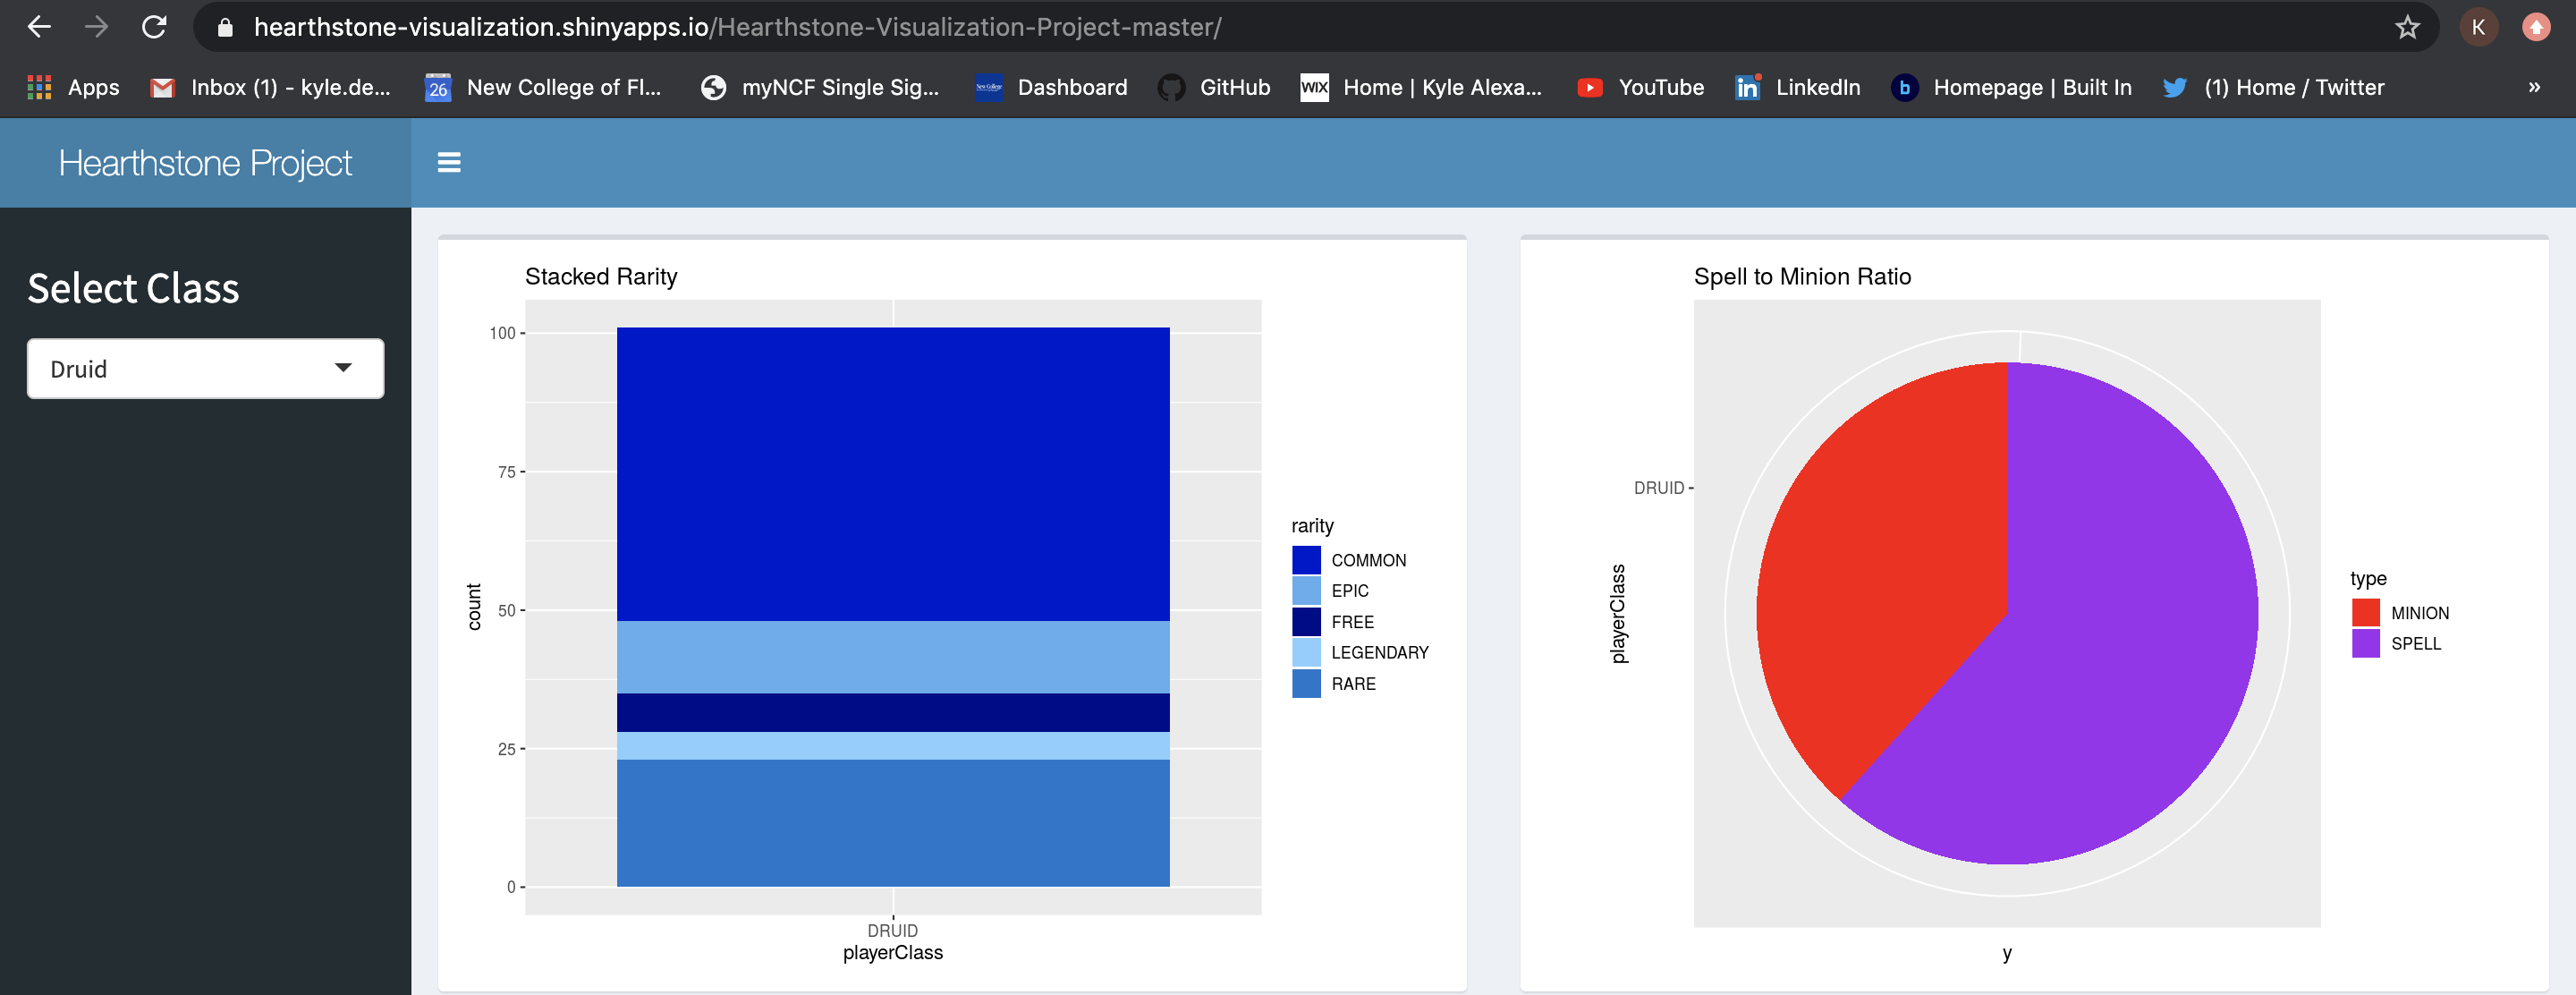 hearthstone-visualization.shinyapps.io/Hearthstone-Visualization-Project-master/
K
Apps
Inbox (1) - kyle.de...
26
New College of Fl...
myNCF Single Sig...
Dashboard
GitHub
WIX
Home | Kyle Alexa...
YouTube
in
LinkedIn
b
Homepage | Built In
(1) Home / Twitter
»
Hearthstone Project
Select Class
Druid
Stacked Rarity
100
75
50
25
0
count
DRUID
playerClass
rarity
COMMON
EPIC
FREE
LEGENDARY
RARE
Spell to Minion Ratio
DRUID
playerClass
y
type
MINION
SPELL